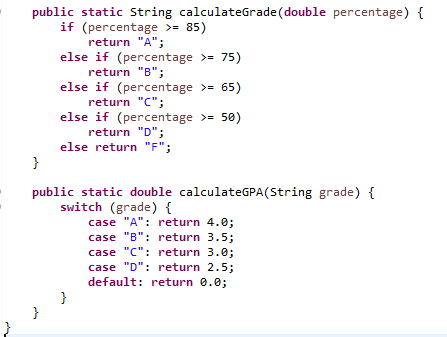 public static String calculateGrade(double percentage) {
if (percentage >= 85)
return "A";
else if (percentage >= 75)
return "B";
else if (percentage >= 65)
return "C";
else if (percentage >= 50)
return "D";
else return "F";
}
public static double calculateGPA(String grade) {
switch (grade) {
case "A": return 4.0;
case "B": return 3.5;
case "C": return 3.0;
case "D": return 2.5;
default: return 0.0;
}
}
}